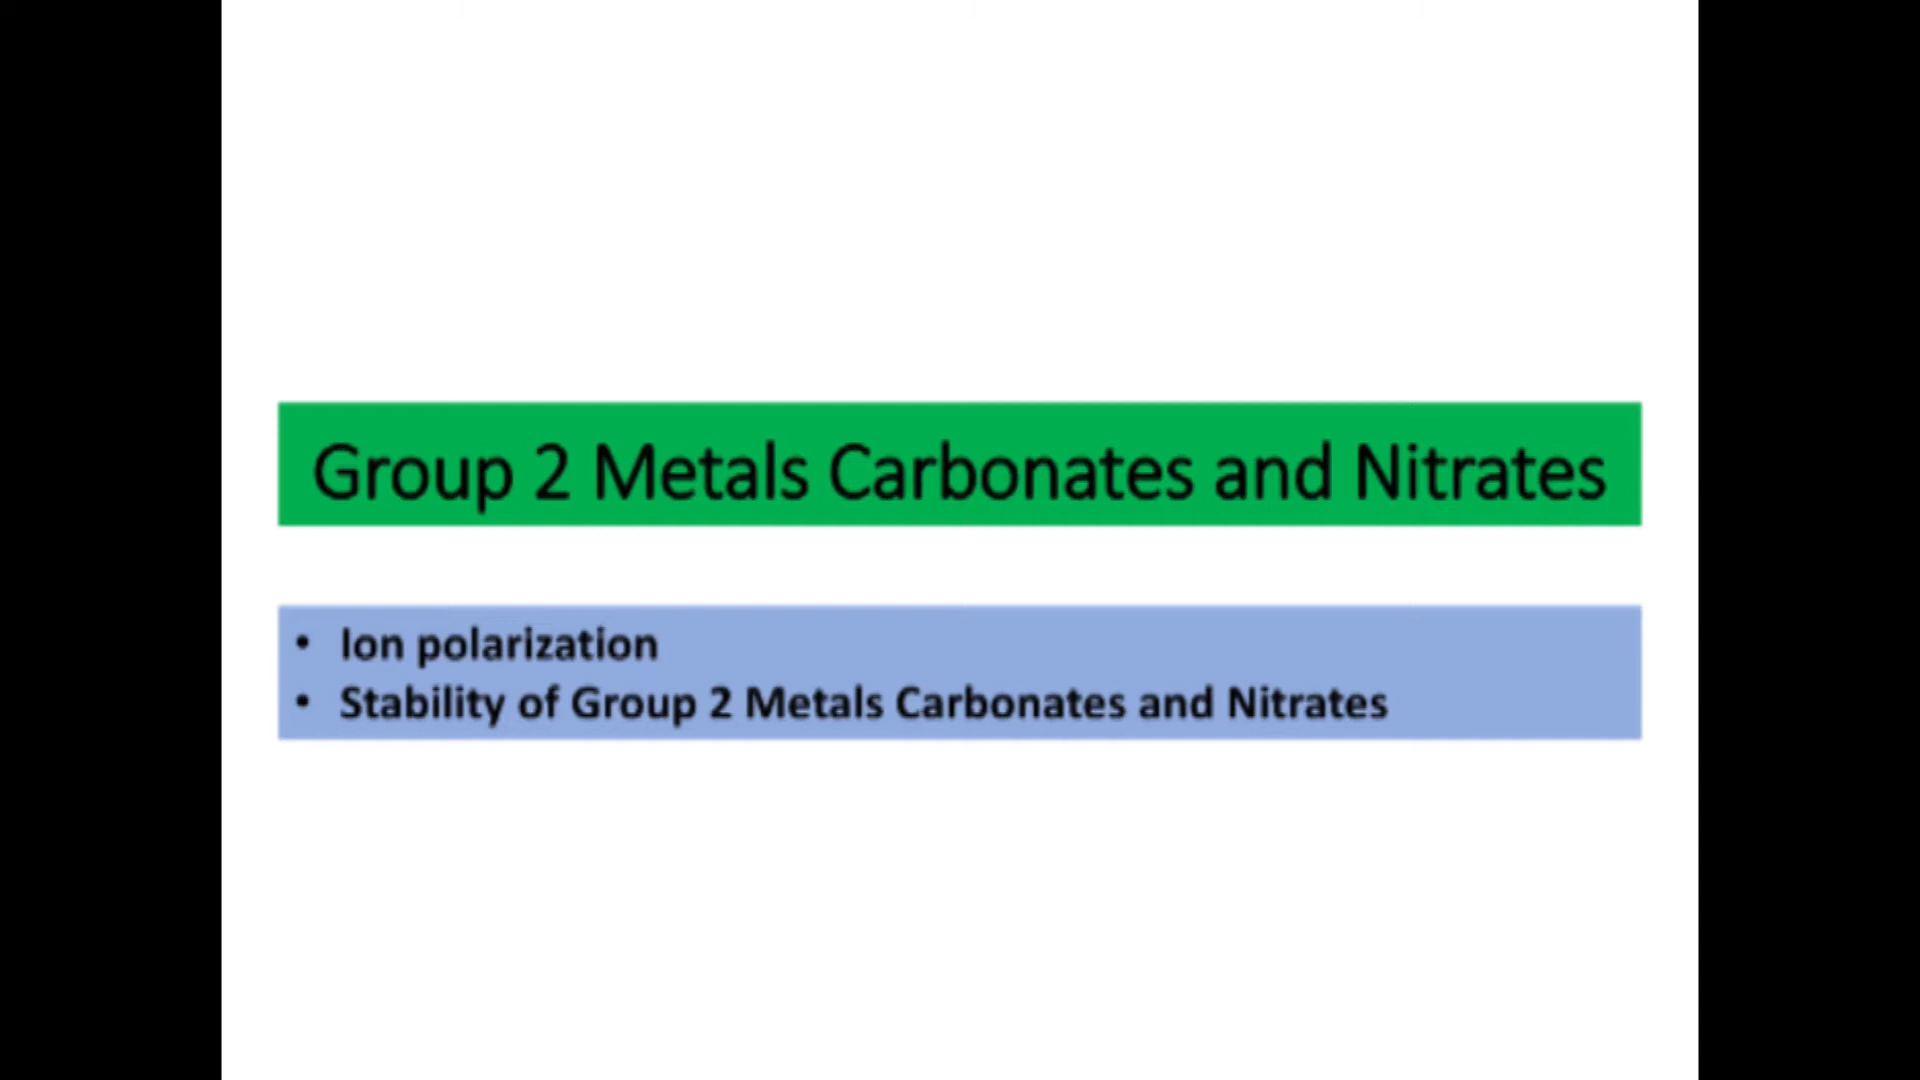 Group 2 Metals Carbonates and Nitrates
• Ion polarization
• Stability of Group 2 Metals Carbonates and Nitrates